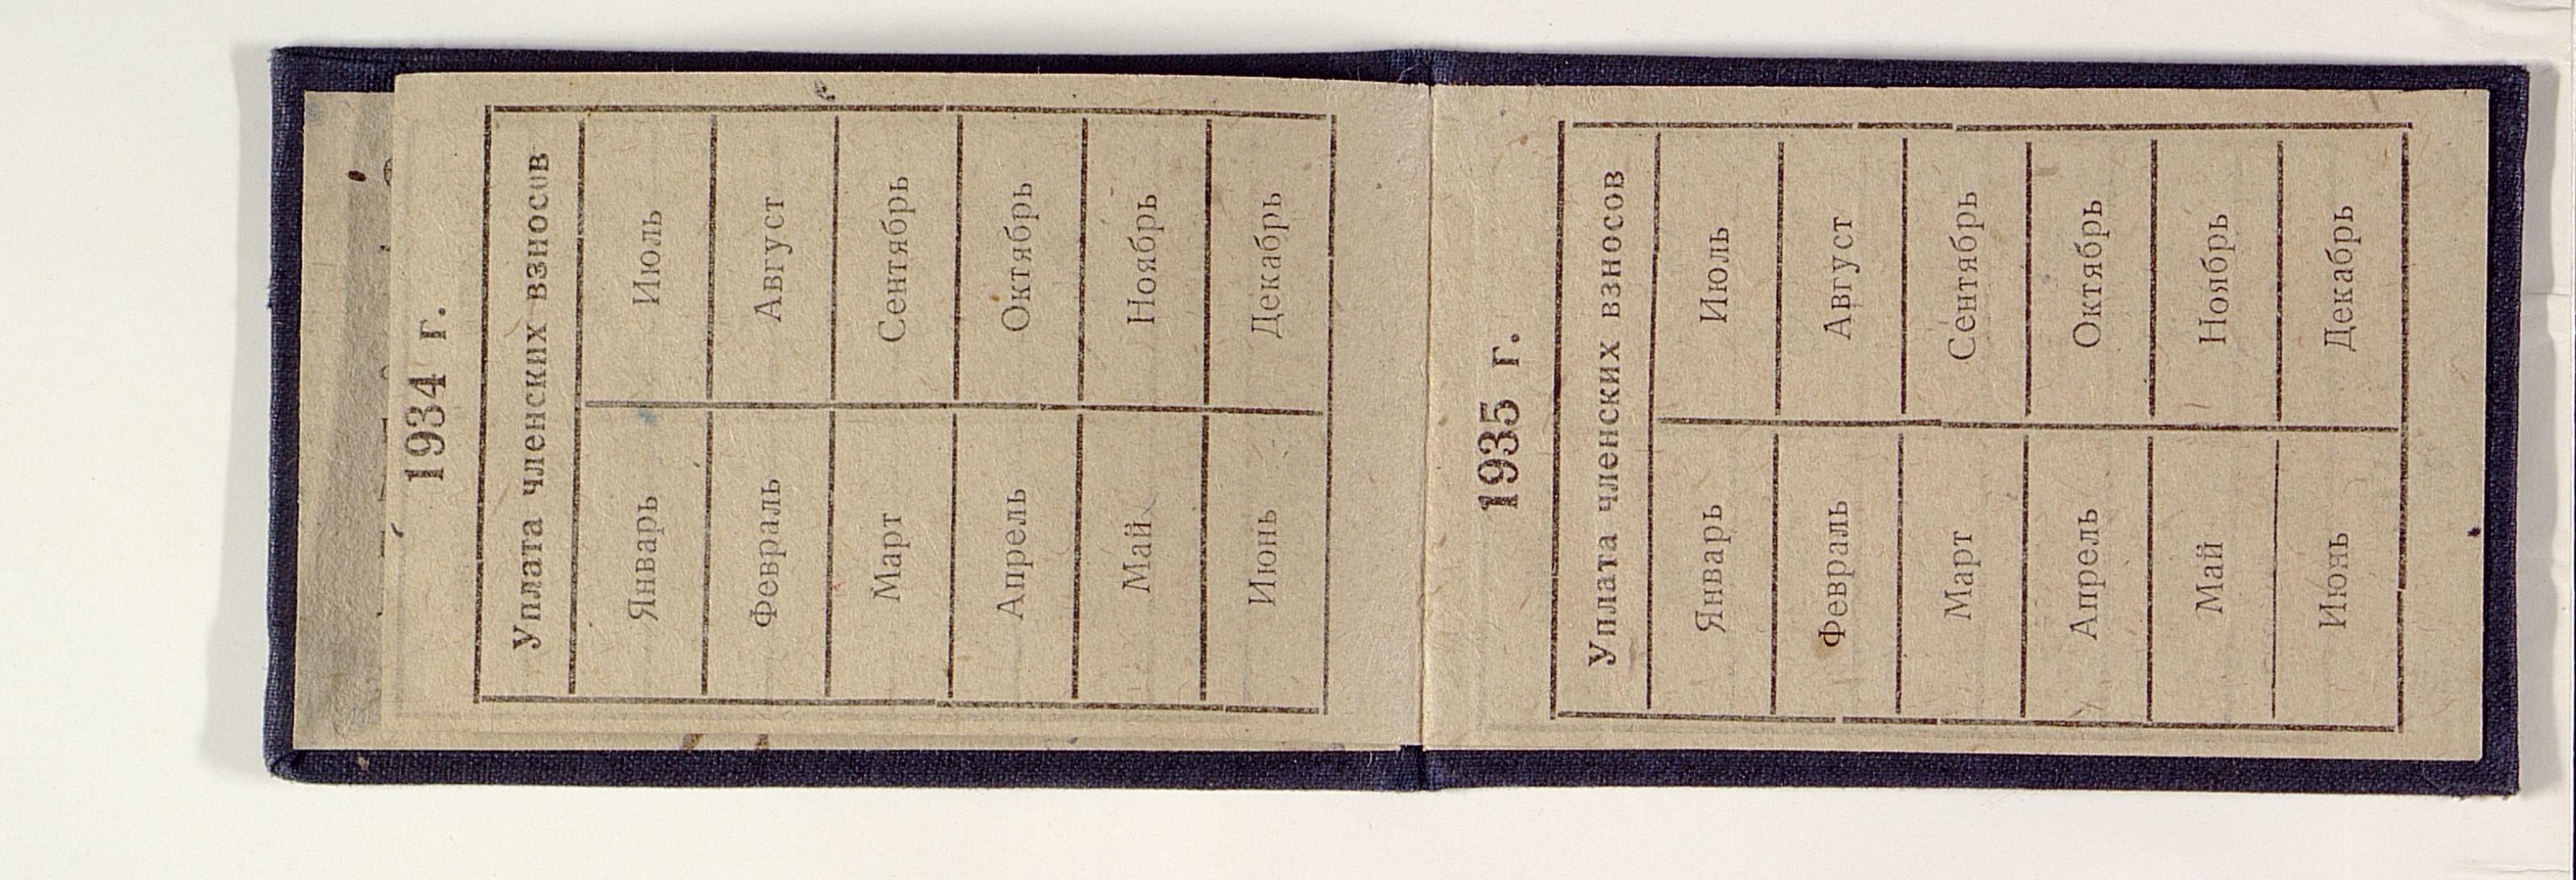 1934 г.
Уплата членских взносов
Январь Июль
Февраль Август
Март Сентябрь
Апрель Октябрь
Май Ноябрь
Июнь Декабрь
1935 г.
Уплата членских взносов
Январь Июль
Февраль Август
Март Сентябрь
Апрель Октябрь
Май Ноябрь
Июнь Декабрь